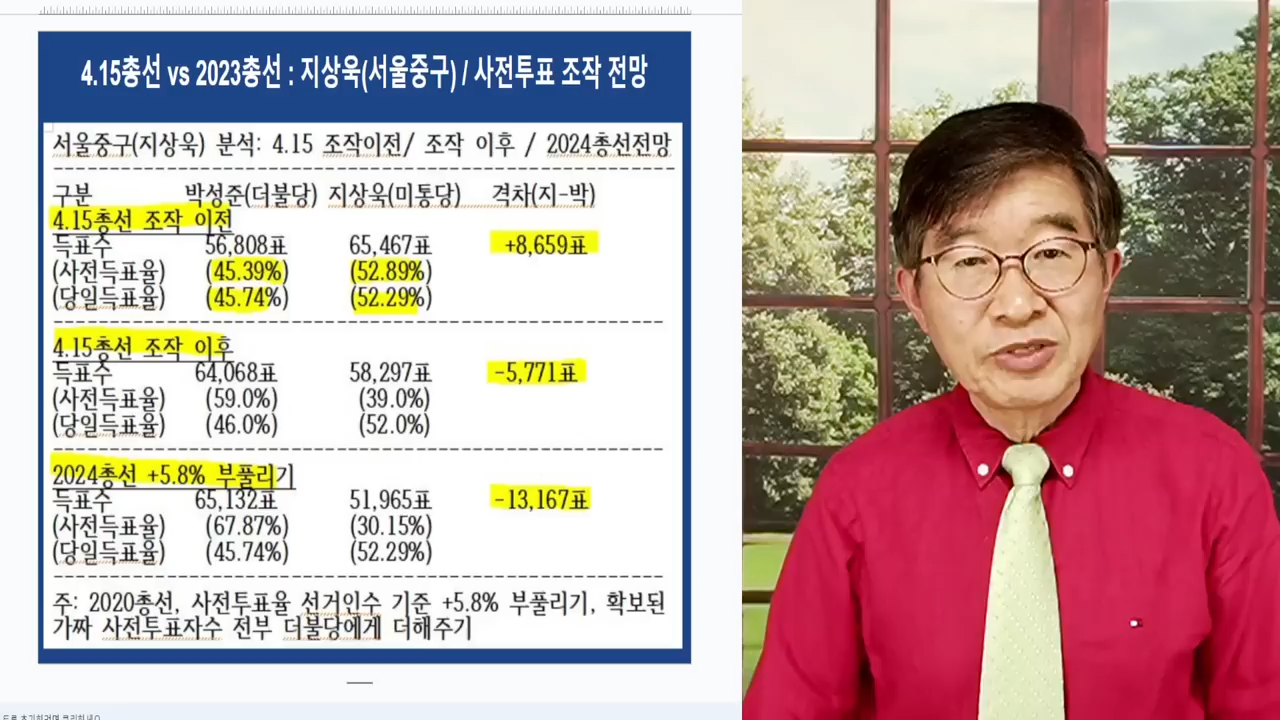 4.15총선 vs 2023총선 : 지상욱(서울중구) / 사전투표 조작 전망
서울중구(지상욱) 분석: 4.15 조작이전/ 조작 이후 / 2024총선전망
구분 박성준(더불당) 지상욱(미통당) 격차(지-박)
4.15총선 조작 이전
득표수 56,808표 65,467표 +8,659표
(사전득표율) (45.39%) (52.89%)
(당일득표율) (45.74%) (52.29%)
4.15총선 조작 이후
득표수 64,068표 58,297표 -5,771표
(사전득표율) (59.0%) (39.0%)
(당일득표율) (46.0%) (52.0%)
2024총선 +5.8% 부풀리기
득표수 65,132표 51,965표 -13,167표
(사전득표율) (67.87%) (30.15%)
(당일득표율) (45.74%) (52.29%)
주: 2020총선, 사전투표율 선거인수 기준 +5.8% 부풀리기, 확보된
가짜 사전투표자수 전부 더불당에게 더해주기